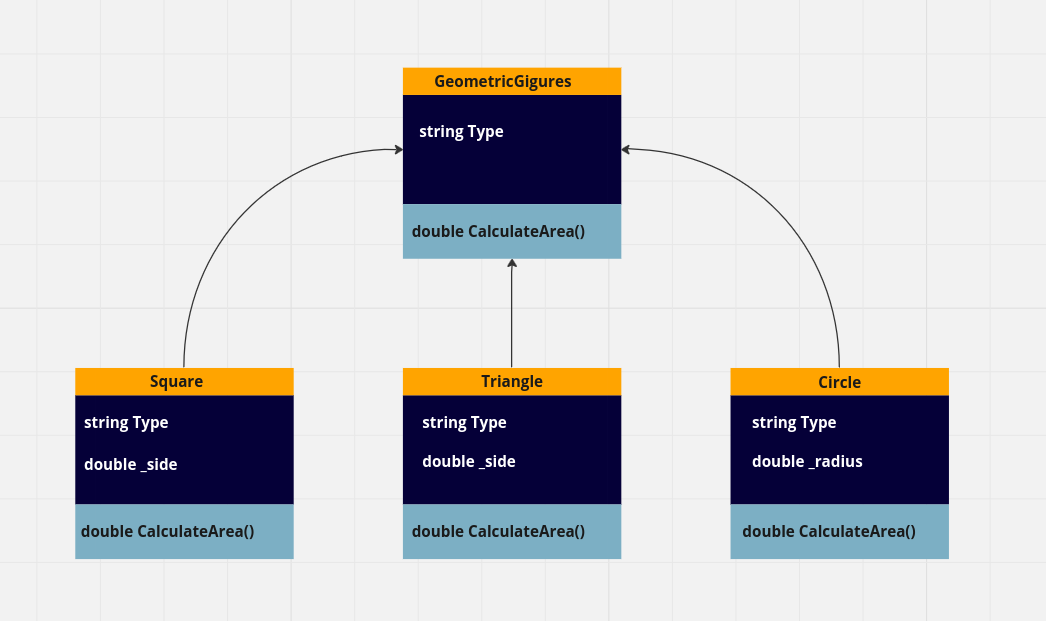 GeometricGigures
string Type
double CalculateArea()
Square
string Type
double _side
double CalculateArea()
Triangle
string Type
double _side
double CalculateArea()
Circle
string Type
double _radius
double CalculateArea()